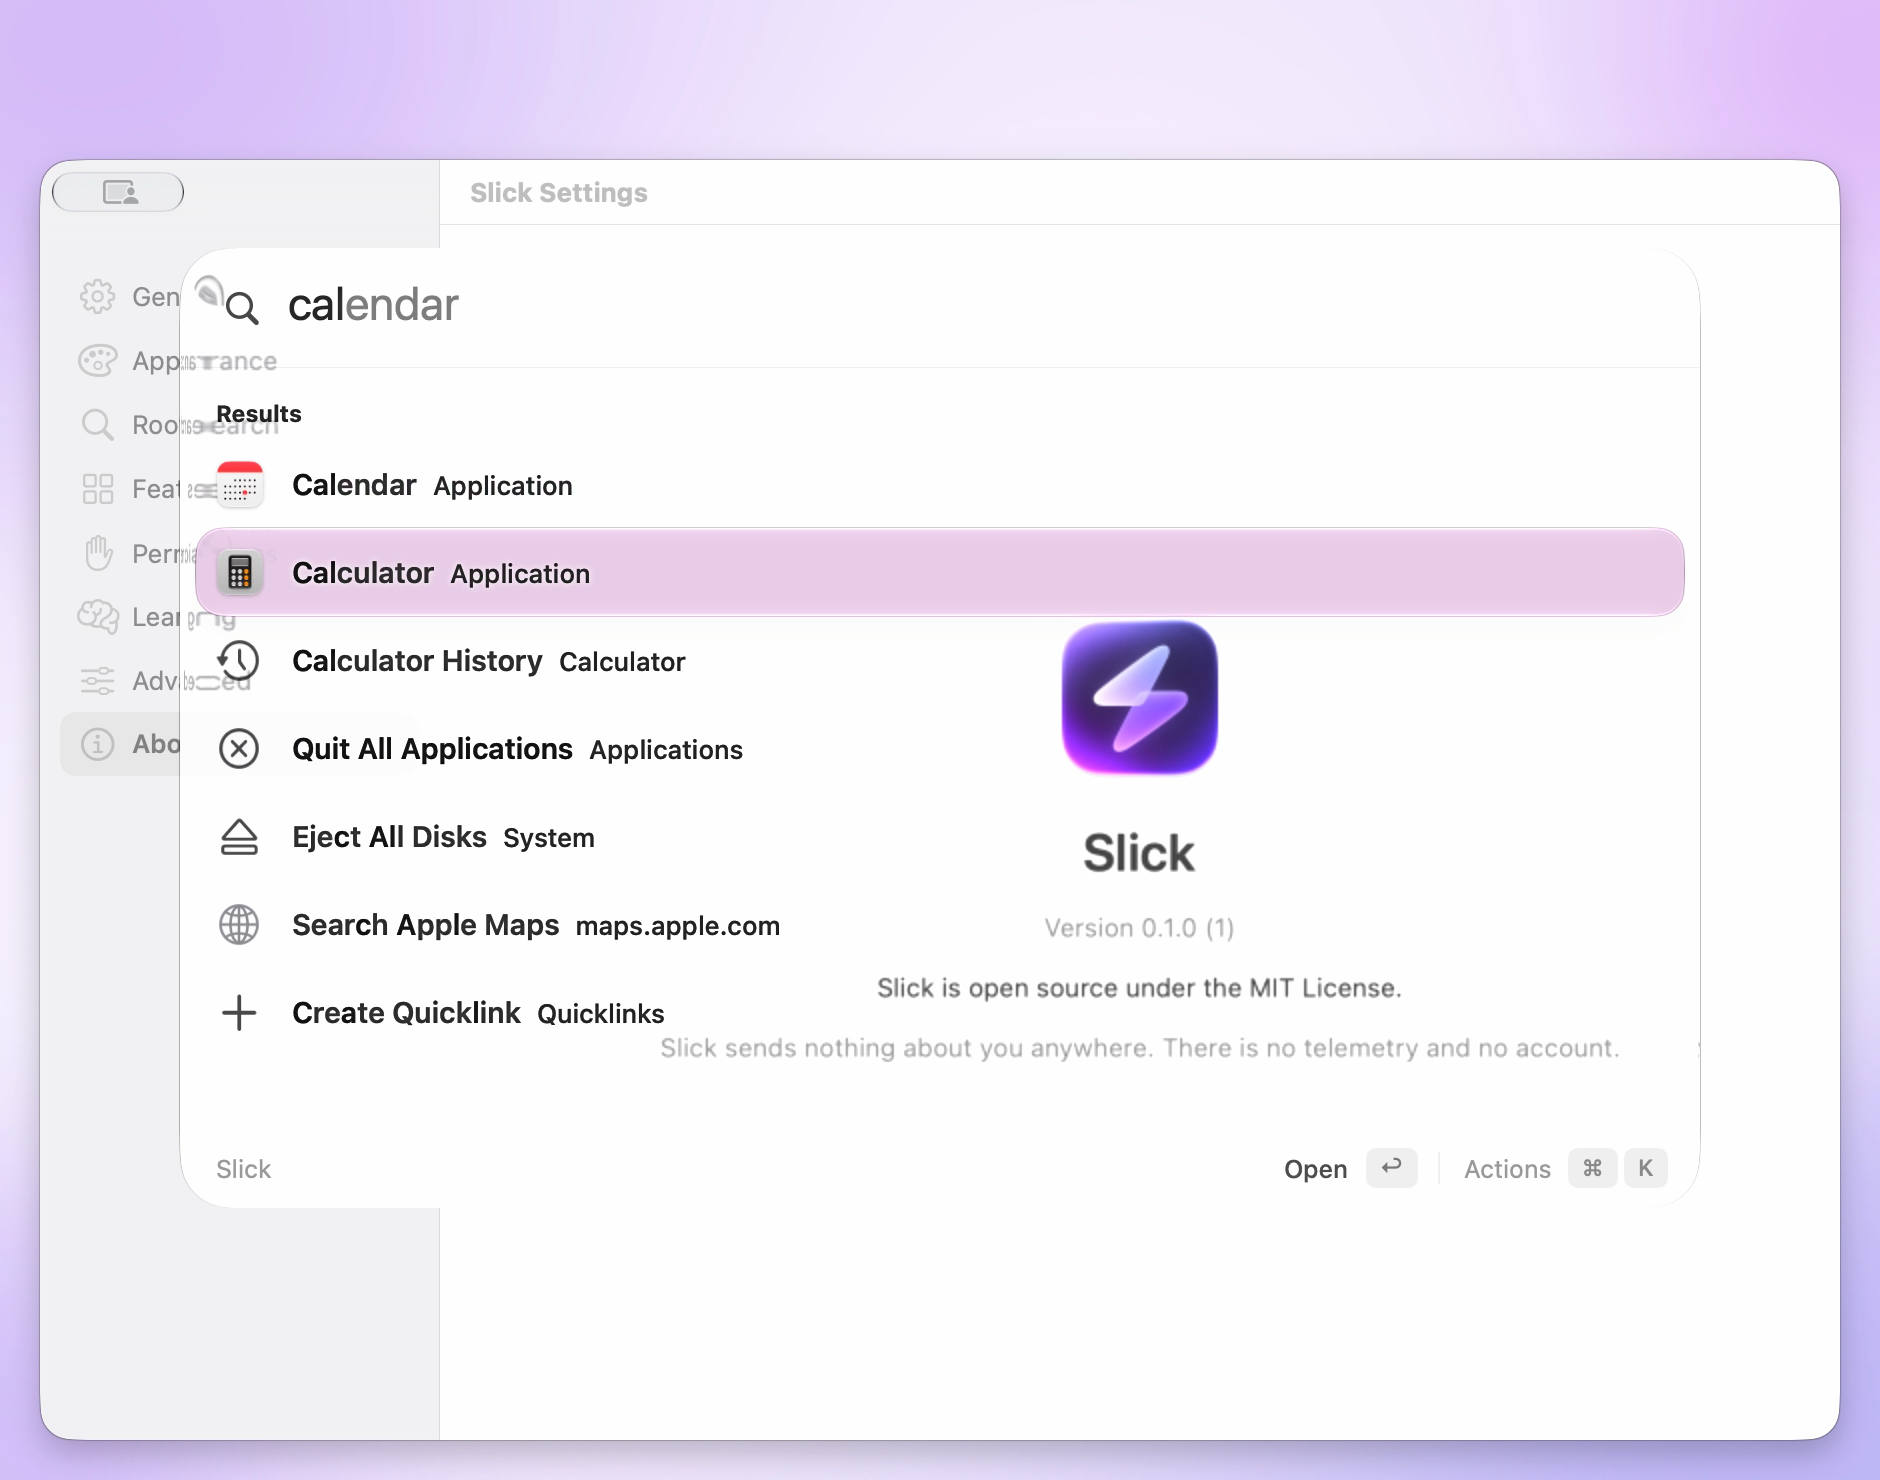 Slick Settings
calendar
Results
Calendar Application
Calculator Application
Calculator History Calculator
Quit All Applications Applications
Eject All Disks System
Search Apple Maps maps.apple.com
Create Quicklink Quicklinks
Slick
Version 0.1.0 (1)
Slick is open source under the MIT License.
Slick sends nothing about you anywhere. There is no telemetry and no account.
Slick
Open
Actions ⌘ K